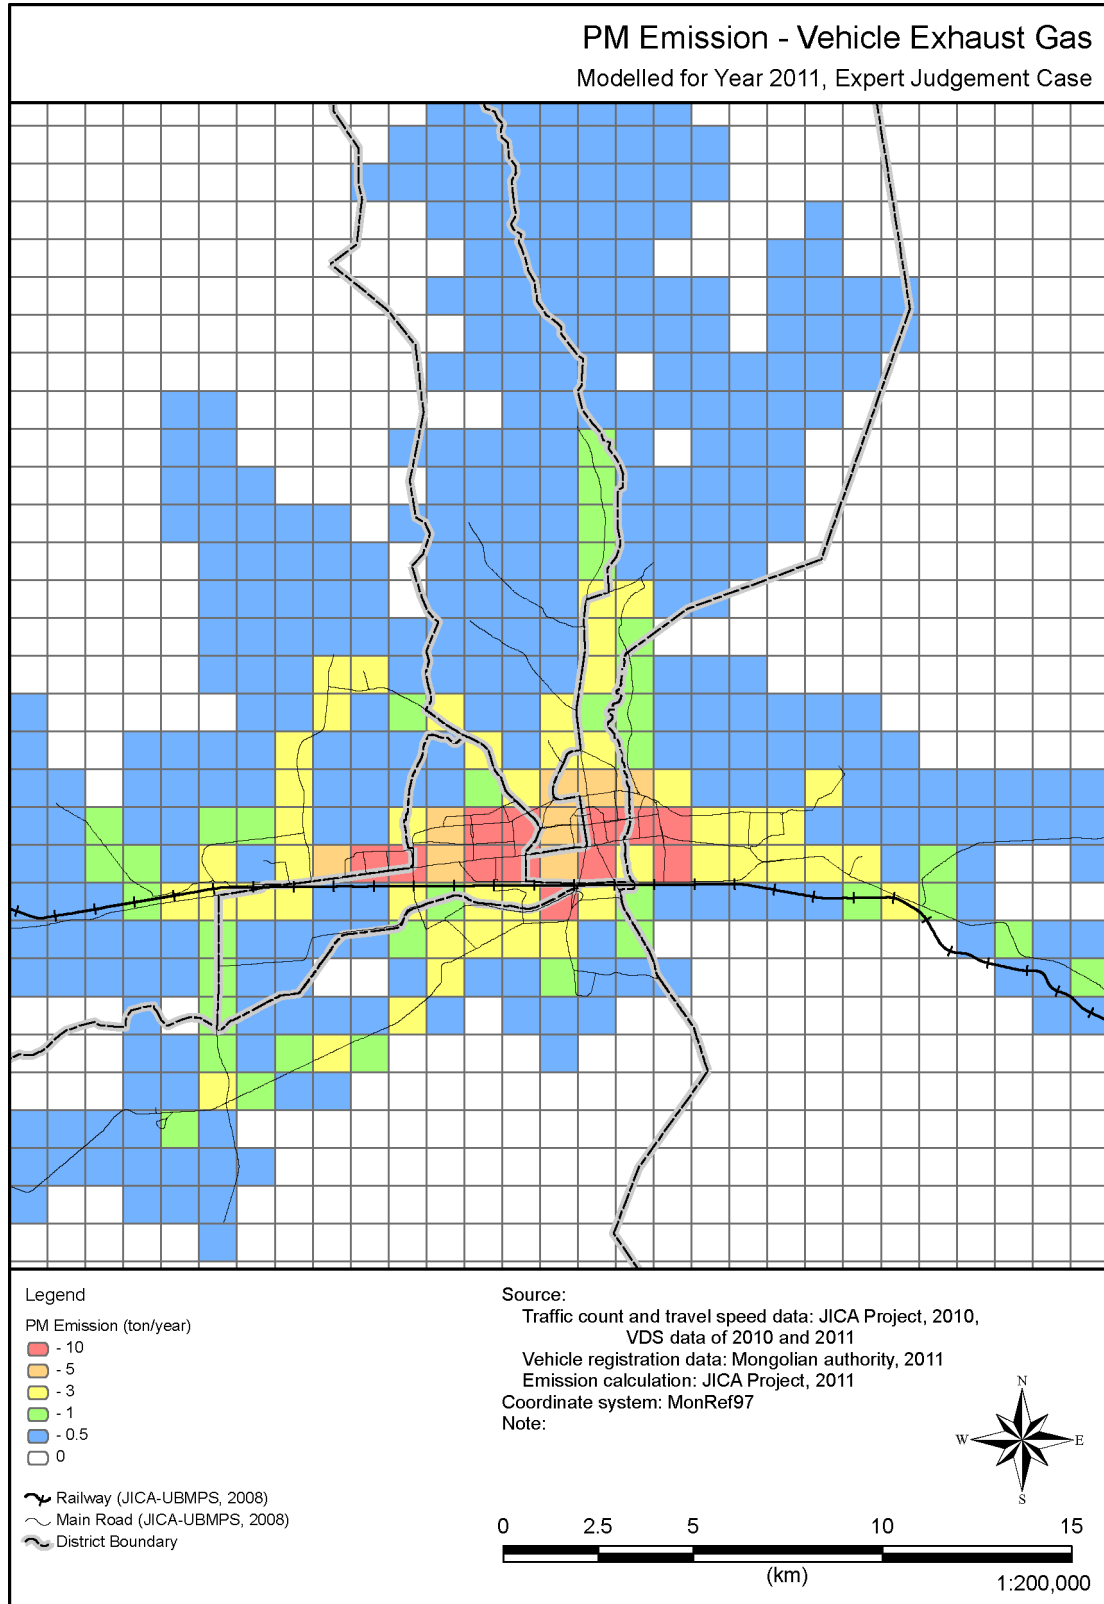 PM Emission - Vehicle Exhaust Gas
Modelled for Year 2011, Expert Judgement Case
Legend
PM Emission (ton/year)
- 10
- 5
- 3
- 1
- 0.5
0
Railway (JICA-UBMPS, 2008)
Main Road (JICA-UBMPS, 2008)
District Boundary
Source:
Traffic count and travel speed data: JICA Project, 2010,
VDS data of 2010 and 2011
Vehicle registration data: Mongolian authority, 2011
Emission calculation: JICA Project, 2011
Coordinate system: MonRef97
Note:
N
W E
S
0 2.5 5 10 15
(km)
1:200,000